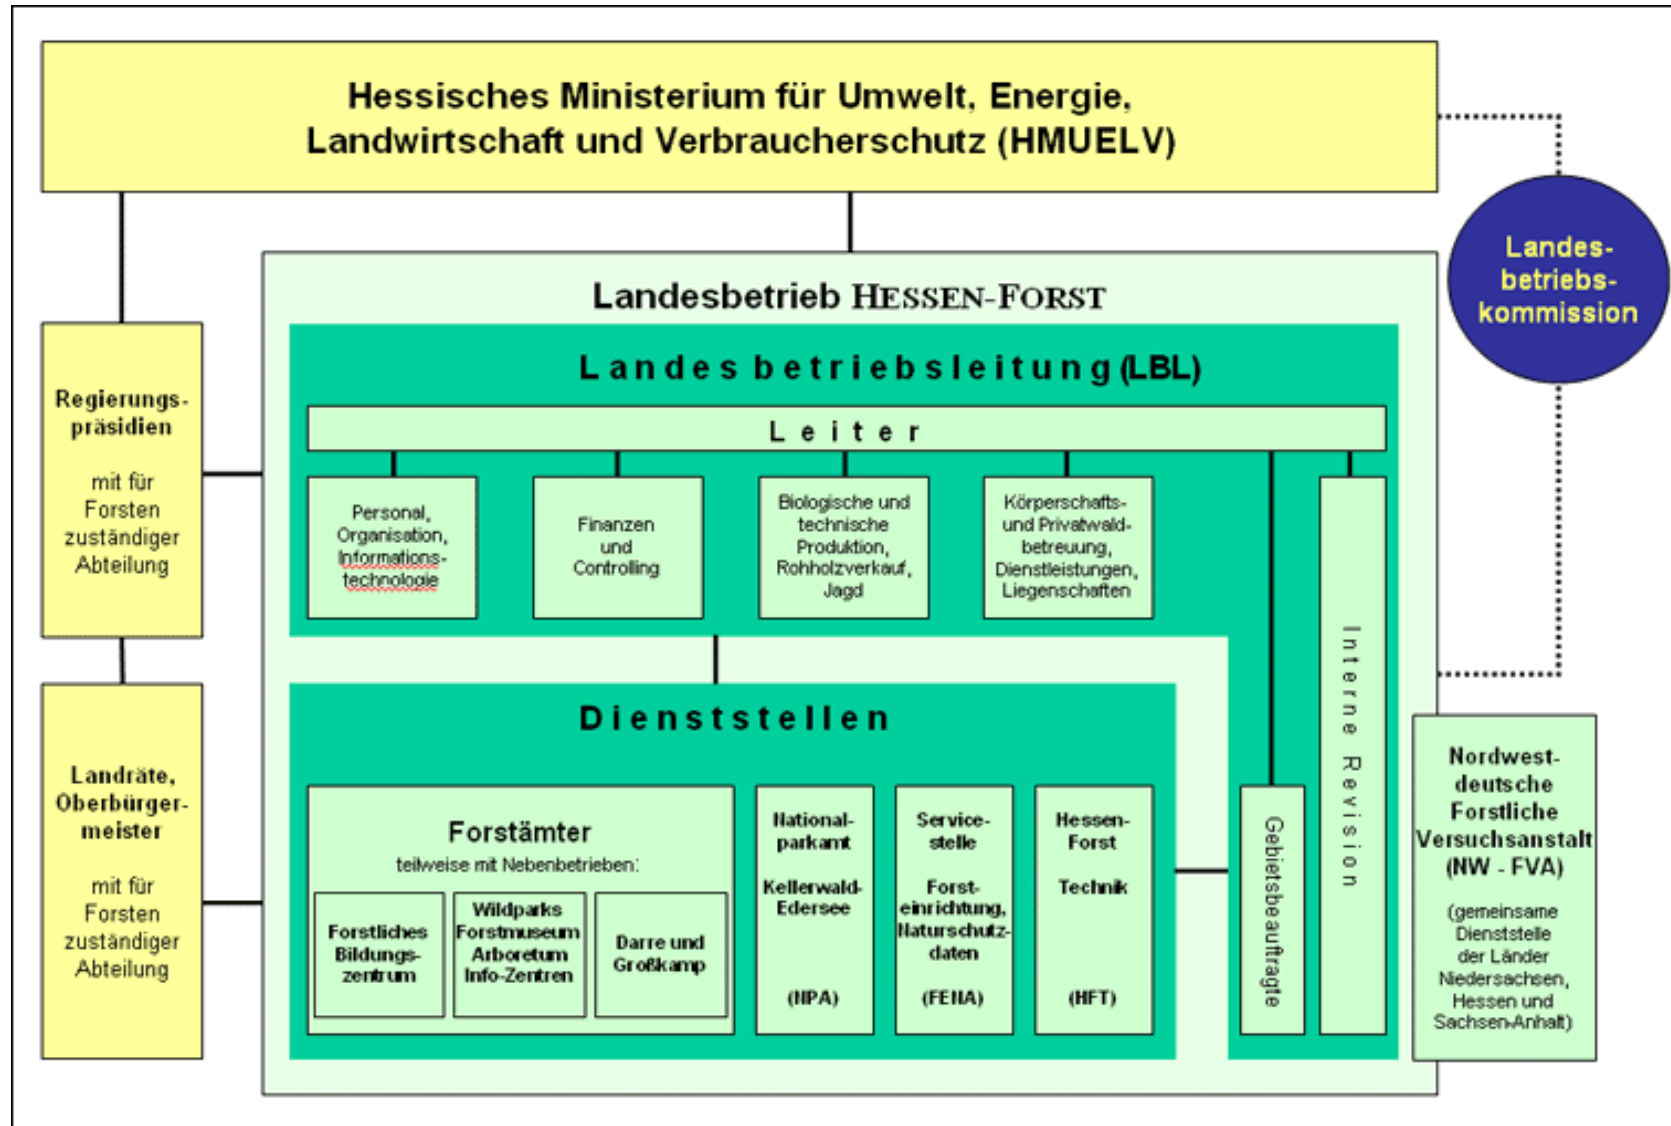 Hessisches Ministerium für Umwelt, Energie,
Landwirtschaft und Verbraucherschutz (HMUELV)
Landes-
betriebs-
kommission
Landesbetrieb HESSEN-FORST
Landesbetriebsleitung (LBL)
Leiter
Regierungs-
präsidien
mit für
Forsten
zuständiger
Abteilung
Personal,
Organisation,
Informations-
technologie
Finanzen
und
Controlling
Biologische und
technische
Produktion,
Rohholzverkauf,
Jagd
Körperschafts-
und Privatwald-
betreuung,
Dienstleistungen,
Liegenschaften
Interne Revision
Gebietsbeauftragte
Landräte,
Oberbürger-
meister
mit für
Forsten
zuständiger
Abteilung
Dienststellen
Forstämter
teilweise mit Nebenbetrieben:
Forstliches
Bildungs-
zentrum
Wildparks
Forstmuseum
Arboretum
Info-Zentren
Darre und
Großkamp
National-
parkamt
Kellerwald-
Edersee
(NPA)
Service-
stelle
Forst-
einrichtung,
Naturschutz-
daten
(FENA)
Hessen-
Forst
Technik
(HFT)
Nordwest-
deutsche
Forstliche
Versuchsanstalt
(NW - FVA)
(gemeinsame
Dienststelle
der Länder
Niedersachsen,
Hessen und
Sachsen-Anhalt)